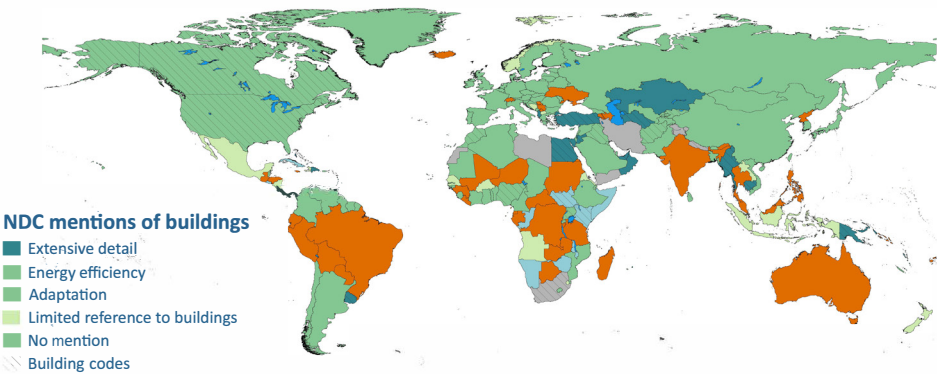 NDC mentions of buildings
Extensive detail
Energy efficiency
Adaptation
Limited reference to buildings
No mention
Building codes